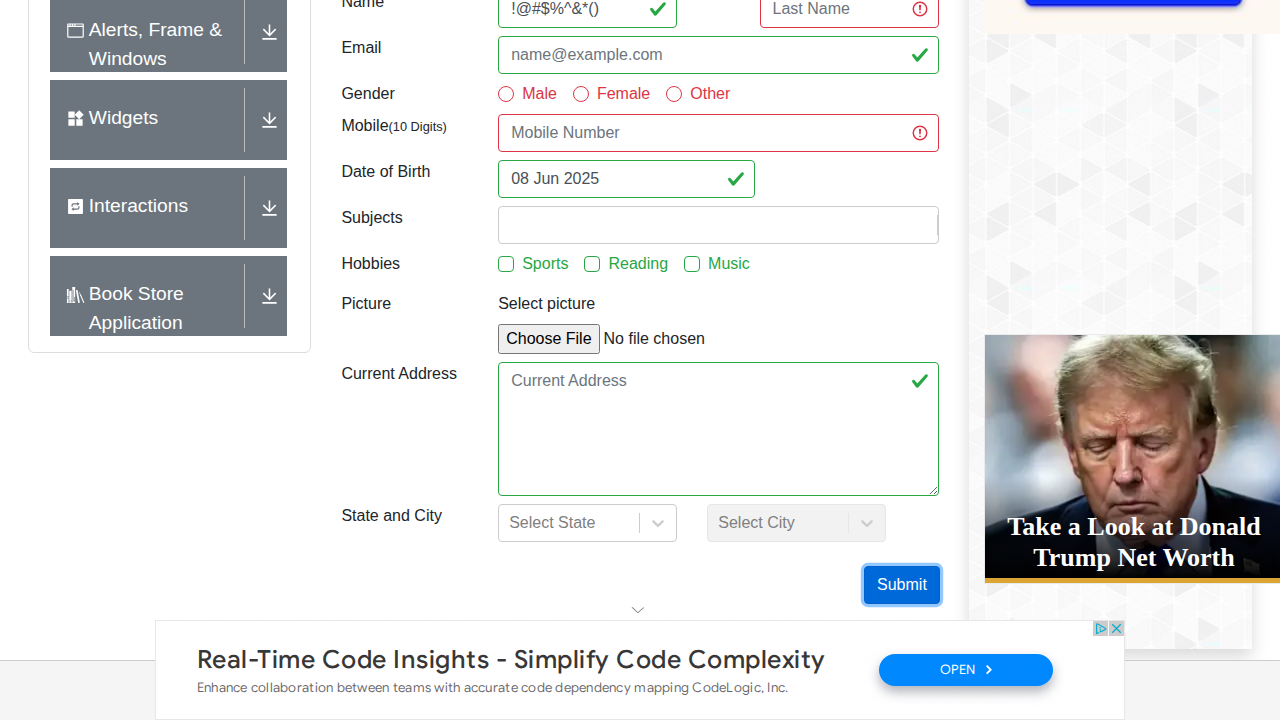 Name
!@#$%^&*()
Last Name
Alerts, Frame &
Windows
Email
name@example.com
Gender
Male
Female
Other
Widgets
Mobile(10 Digits)
Mobile Number
Date of Birth
08 Jun 2025
Interactions
Subjects
Hobbies
Sports
Reading
Music
Book Store
Application
Picture
Select picture
Choose File
No file chosen
Current Address
Current Address
State and City
Select State
Select City
Take a Look at Donald
Trump Net Worth
Submit
Real-Time Code Insights - Simplify Code Complexity
Enhance collaboration between teams with accurate code dependency mapping CodeLogic, Inc.
OPEN